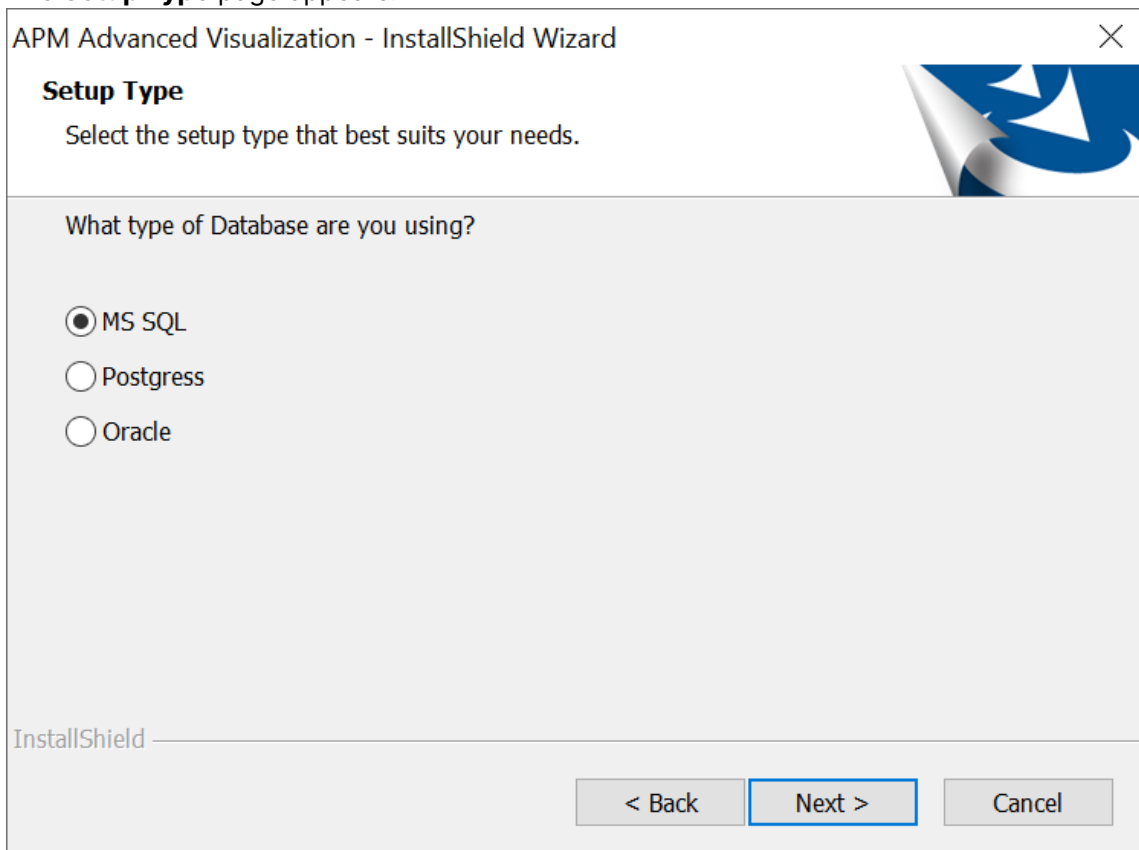 APM Advanced Visualization - InstallShield Wizard
Setup Type
Select the setup type that best suits your needs.
What type of Database are you using?
MS SQL
Postgress
Oracle
InstallShield
< Back Next > Cancel